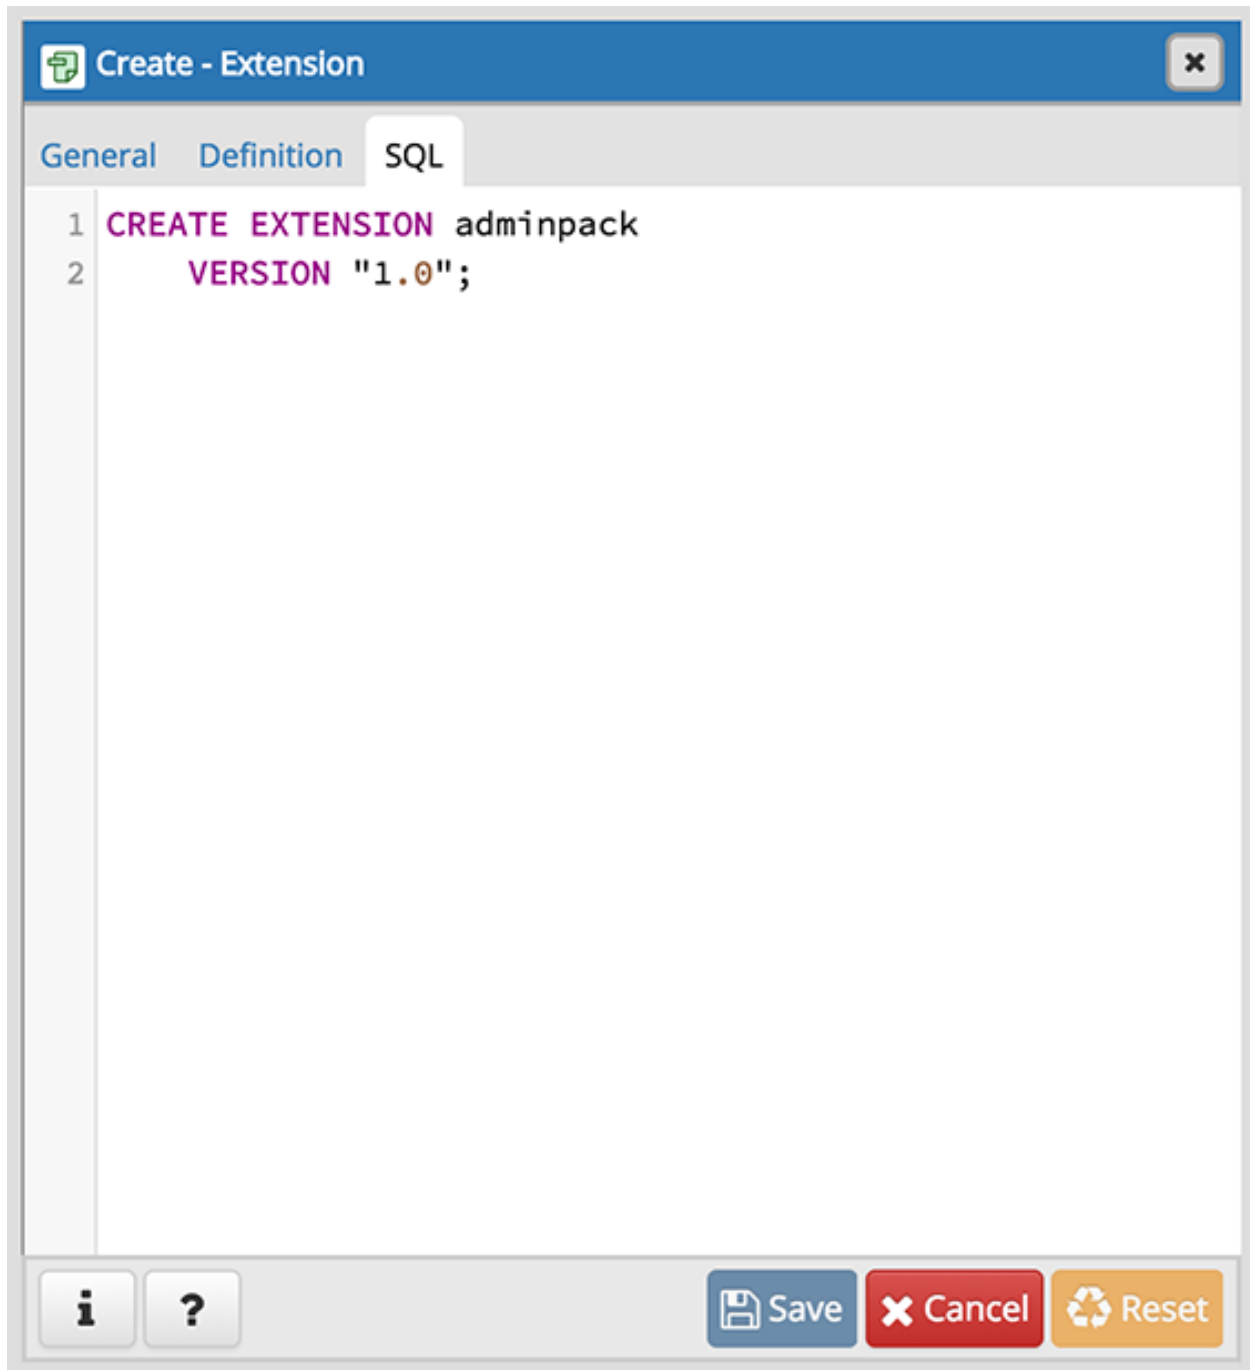 Create - Extension
General Definition SQL
1 CREATE EXTENSION adminpack
2 VERSION "1.0";
i ? Save Cancel Reset